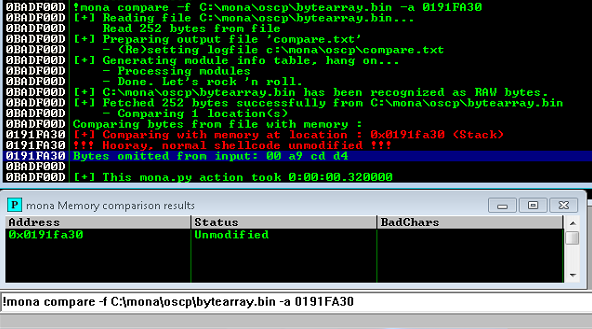 0BADF00D !mona compare -f C:\mona\oscp\bytearray.bin -a 0191FA30
0BADF00D [+] Reading file C:\mona\oscp\bytearray.bin...
0BADF00D Read 252 bytes from file
0BADF00D [+] Preparing output file 'compare.txt'
0BADF00D - (Re)setting logfile c:\mona\oscp\compare.txt
0BADF00D [+] Generating module info table, hang on...
0BADF00D - Processing modules
0BADF00D - Done. Let's rock 'n roll.
0BADF00D [+] C:\mona\oscp\bytearray.bin has been recognized as RAW bytes.
0BADF00D [+] Fetched 252 bytes successfully from C:\mona\oscp\bytearray.bin
0BADF00D - Comparing 1 location(s)
0BADF00D Comparing bytes from file with memory :
0191FA30 [+] Comparing with memory at location : 0x0191fa30 (Stack)
0191FA30 !!! Hooray, normal shellcode unmodified !!!
0191FA30 Bytes omitted from input: 00 a9 cd d4
0BADF00D
0BADF00D [+] This mona.py action took 0:00:00.320000
P mona Memory comparison results
Address Status BadChars
0x0191fa30 Unmodified
!mona compare -f C:\mona\oscp\bytearray.bin -a 0191FA30